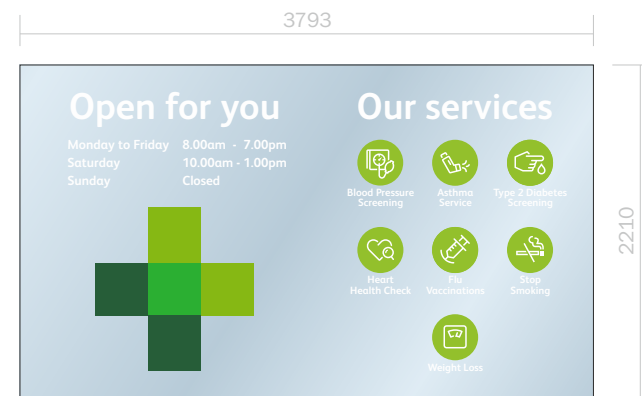 3793
Open for you
Monday to Friday 8.00am - 7.00pm
Saturday 10.00am - 1.00pm
Sunday Closed
Our services
Blood Pressure
Screening
Asthma
Service
Type 2 Diabetes
Screening
Heart
Health Check
Flu
Vaccinations
Stop
Smoking
Weight Loss
2210